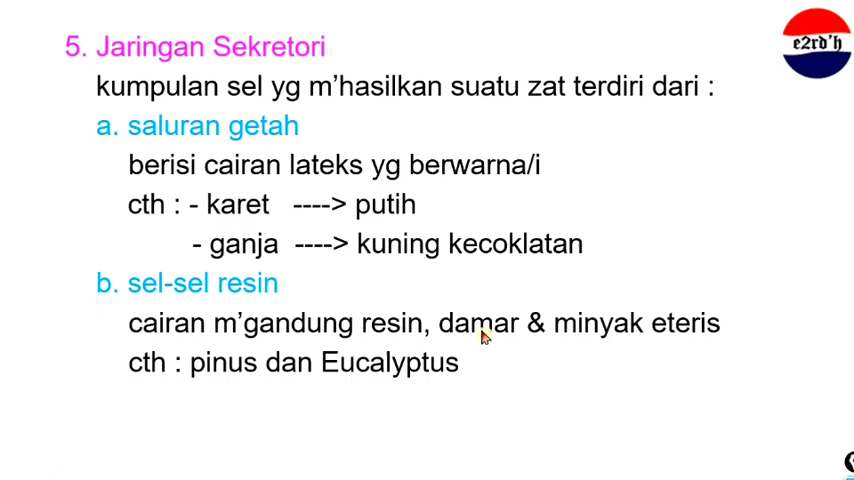 5. Jaringan Sekretori
e2rd'h
kumpulan sel yg m’hasilkan suatu zat terdiri dari :
a. saluran getah
berisi cairan lateks yg berwarna/i
cth : - karet ----> putih
- ganja ----> kuning kecoklatan
b. sel-sel resin
cairan m’gandung resin, damar & minyak eteris
cth : pinus dan Eucalyptus